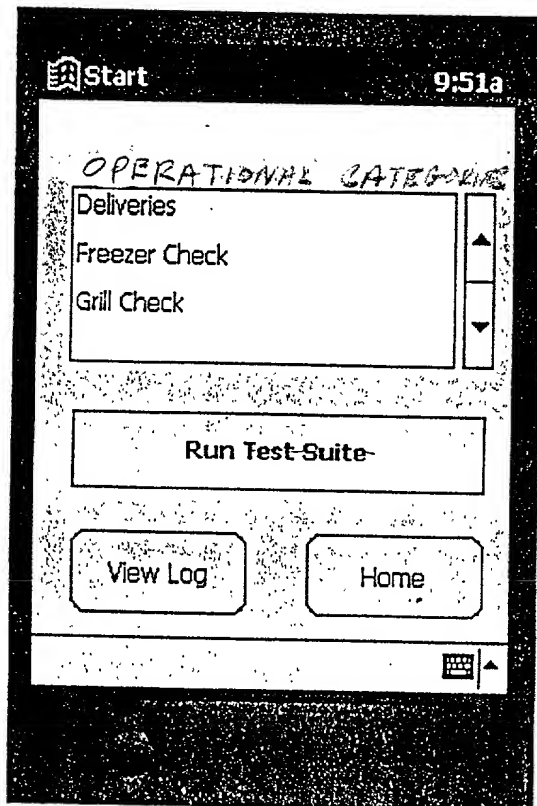 Start 9:51a
OPERATIONAL CATEGORIES
Deliveries
Freezer Check
Grill Check
Run Test Suite
View Log
Home